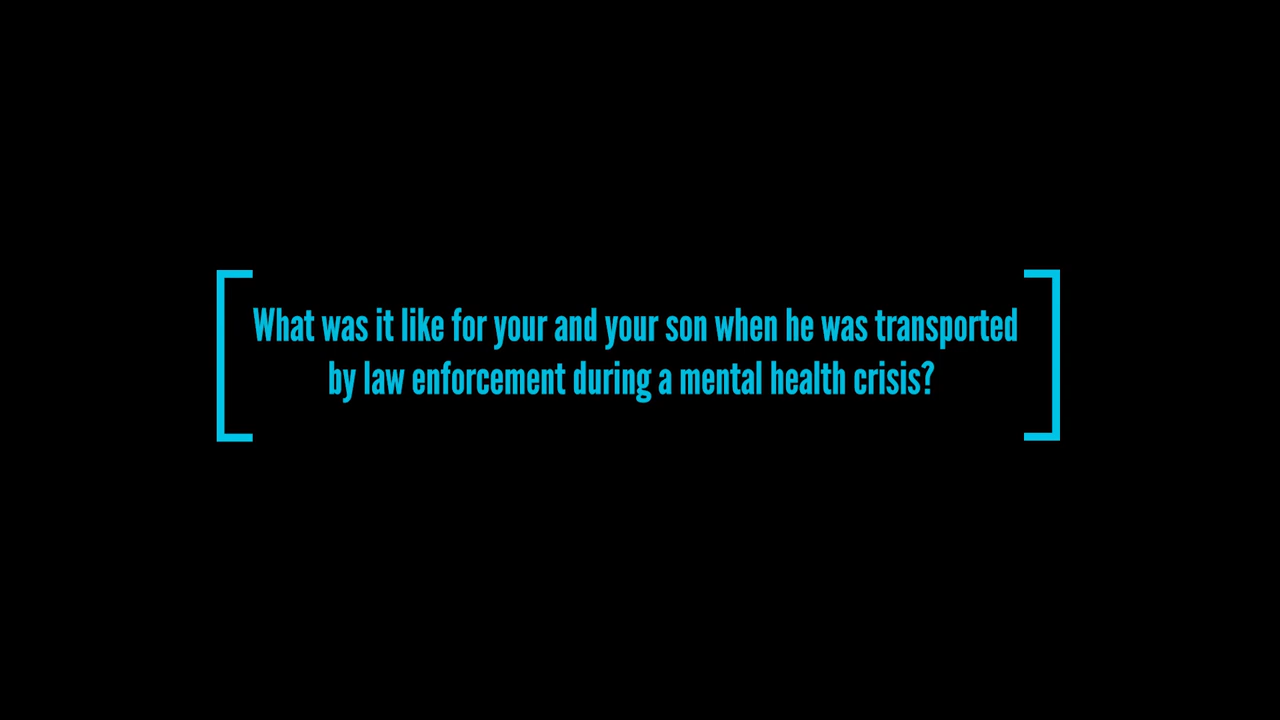 What was it like for your and your son when he was transported
by law enforcement during a mental health crisis?